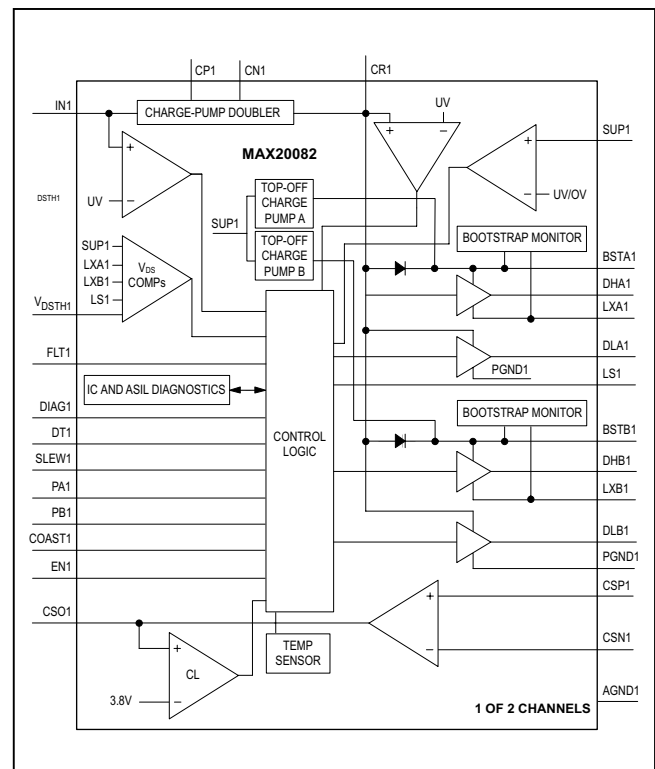 CP1
CN1
CR1
IN1
CHARGE-PUMP DOUBLER
UV
MAX20082
+
−
+
SUP1
+
UV
−
−
UV/OV
DSTH1
TOP-OFF
CHARGE
PUMP A
SUP1
TOP-OFF
CHARGE
PUMP B
BOOTSTRAP MONITOR
SUP1
LXA1
LXB1
LS1
VDS
COMPs
VDSTH1
BSTA1
DHA1
LXA1
FLT1
DLA1
PGND1
LS1
IC AND ASIL DIAGNOSTICS
DIAG1
DT1
SLEW1
PA1
PB1
COAST1
EN1
CONTROL
LOGIC
BOOTSTRAP MONITOR
BSTB1
DHB1
LXB1
DLB1
PGND1
CSP1
+
CSN1
−
CSO1
+
CL
3.8V
−
TEMP
SENSOR
AGND1
1 OF 2 CHANNELS